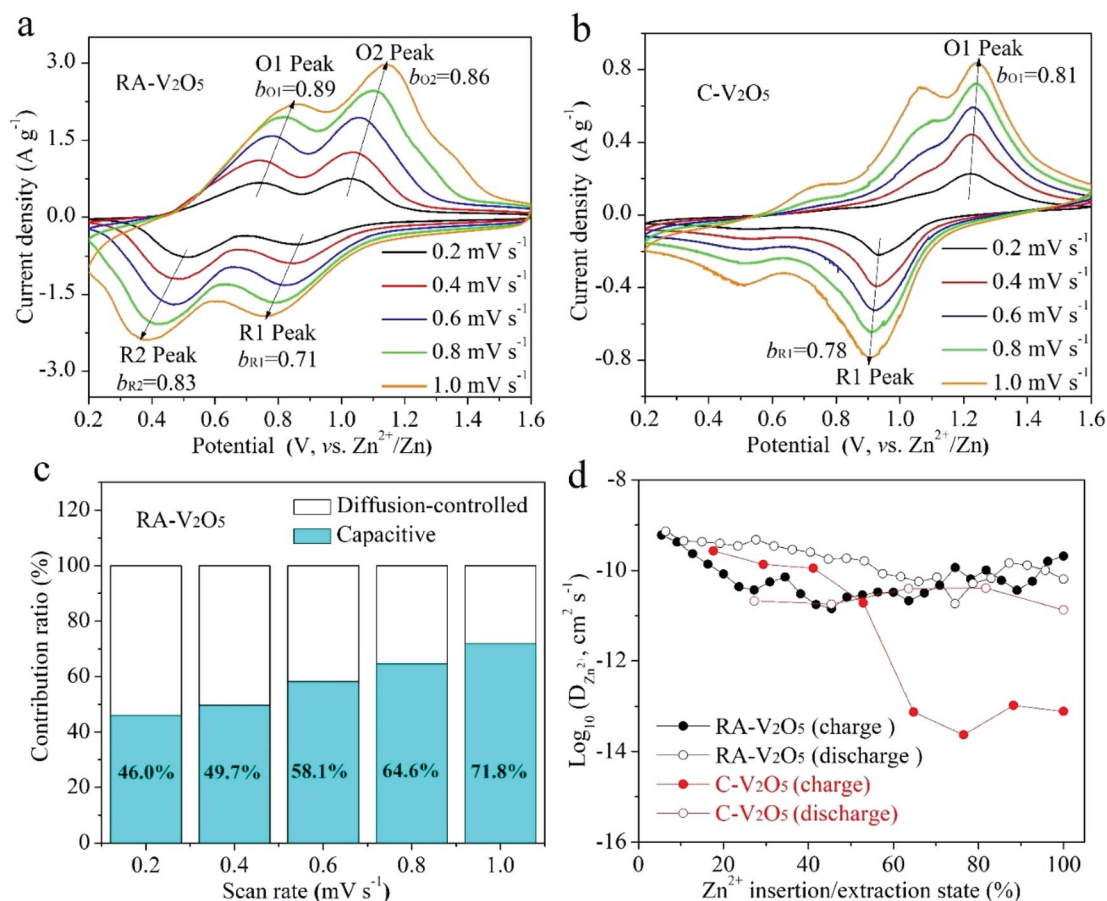 a
RA-V₂O₅
O1 Peak
b_O1=0.89
O2 Peak
b_O2=0.86
R2 Peak
b_R2=0.83
R1 Peak
b_R1=0.71
0.2 mV s⁻¹
0.4 mV s⁻¹
0.6 mV s⁻¹
0.8 mV s⁻¹
1.0 mV s⁻¹
3.0
1.5
0.0
-1.5
-3.0
Current density (A g⁻¹)
0.2 0.4 0.6 0.8 1.0 1.2 1.4 1.6
Potential (V, vs. Zn²⁺/Zn)
b
C-V₂O₅
O1 Peak
b_O1=0.81
b_R1=0.78
R1 Peak
0.2 mV s⁻¹
0.4 mV s⁻¹
0.6 mV s⁻¹
0.8 mV s⁻¹
1.0 mV s⁻¹
0.8
0.4
0.0
-0.4
-0.8
Current density (A g⁻¹)
0.2 0.4 0.6 0.8 1.0 1.2 1.4 1.6
Potential (V, vs. Zn²⁺/Zn)
c
RA-V₂O₅
Diffusion-controlled
Capacitive
120
100
80
60
40
20
0
Contribution ratio (%)
46.0% 49.7% 58.1% 64.6% 71.8%
0.2 0.4 0.6 0.8 1.0
Scan rate (mV s⁻¹)
d
-8
-10
-12
-14
-16
Log₁₀ (D_Zn²⁺, cm² s⁻¹)
RA-V₂O₅ (charge )
RA-V₂O₅ (discharge )
C-V₂O₅ (charge)
C-V₂O₅ (discharge)
0 20 40 60 80 100
Zn²⁺ insertion/extraction state (%)